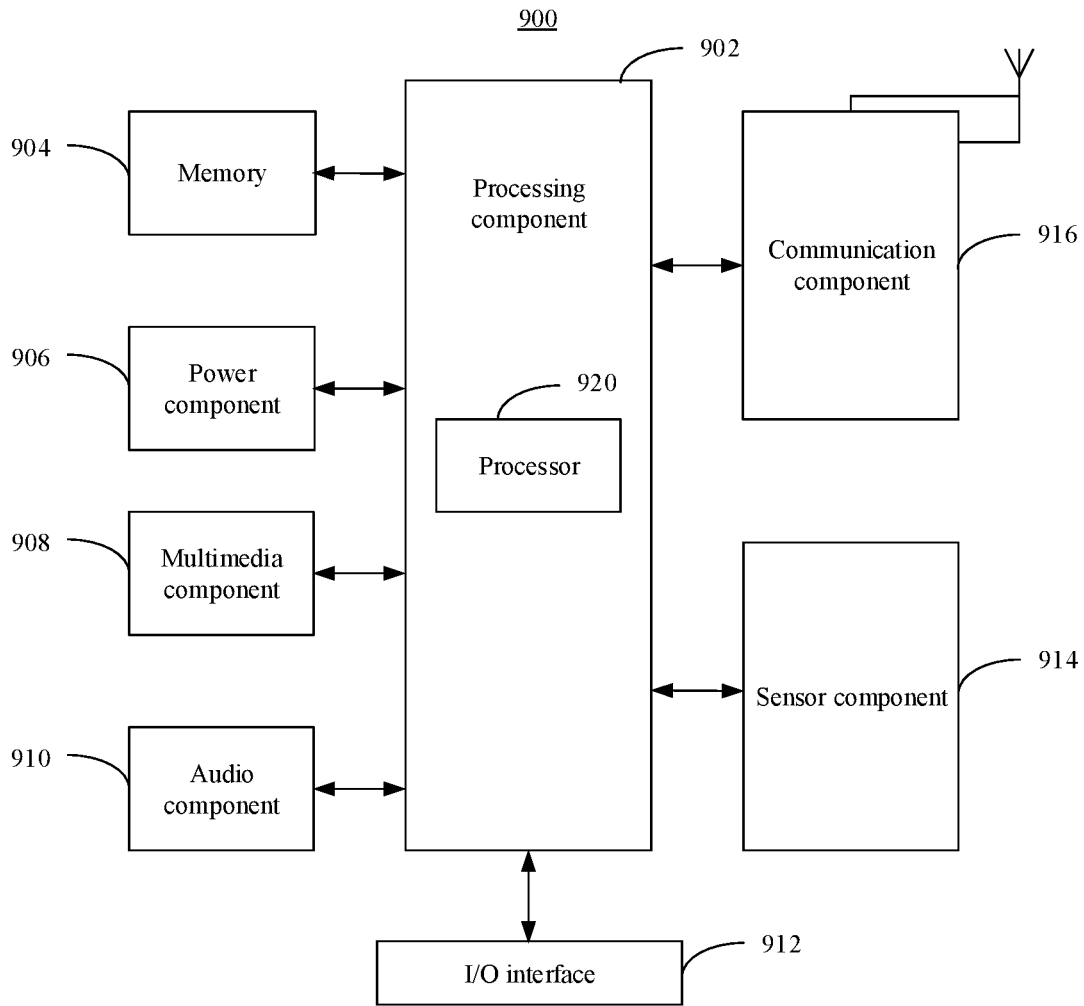 900
902
904
Memory
Processing
component
Communication
component
916
906
Power
component
920
Processor
908
Multimedia
component
914
Sensor component
910
Audio
component
912
I/O interface